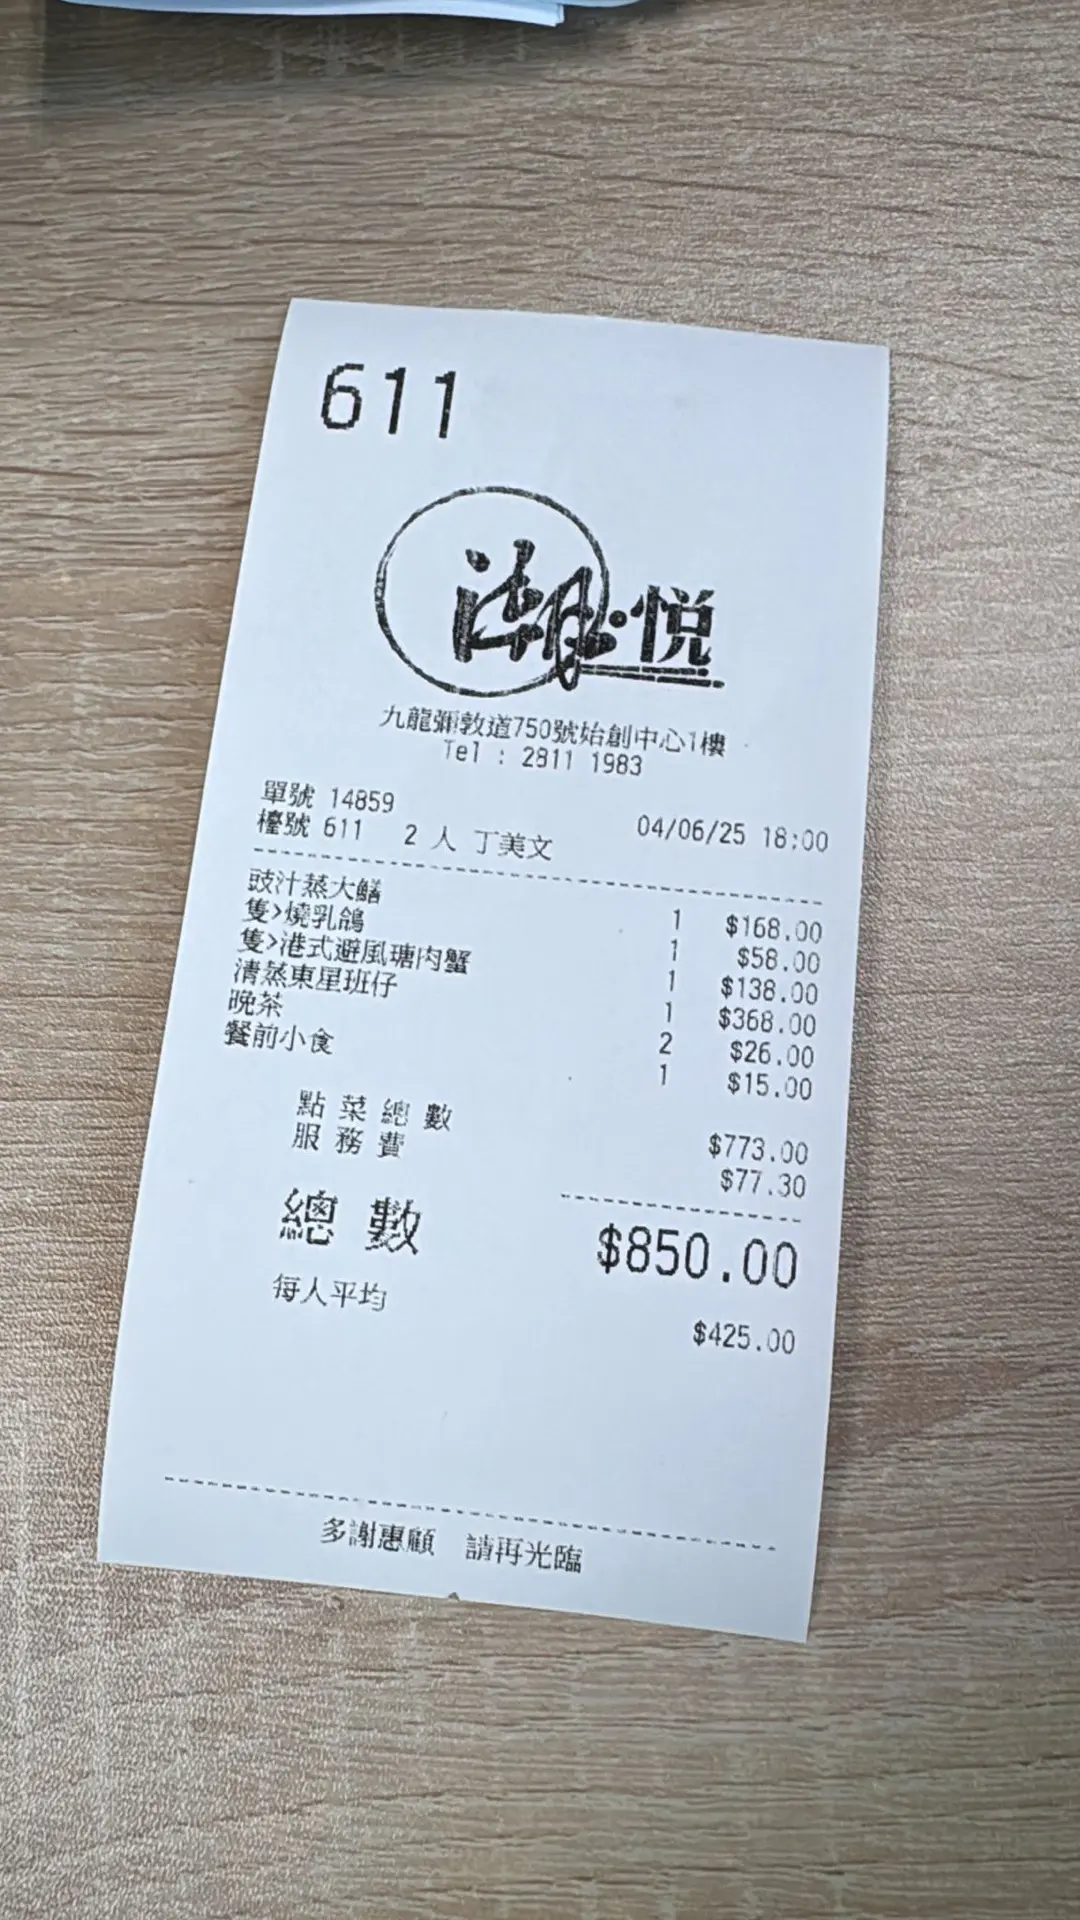 611
潮·悅
九龍彌敦道750號始創中心1樓
Tel : 2811 1983
單號 14859 04/06/25 18:00
檯號 611 2 人 丁美文
豉汁蒸大鱔 1 $168.00
隻>燒乳鴿 1 $58.00
隻>港式避風塘肉蟹 1 $138.00
清蒸東星班仔 1 $368.00
晚茶 2 $26.00
餐前小食 1 $15.00
點菜總數 $773.00
服務費 $77.30
總數 $850.00
每人平均 $425.00
多謝惠顧 請再光臨